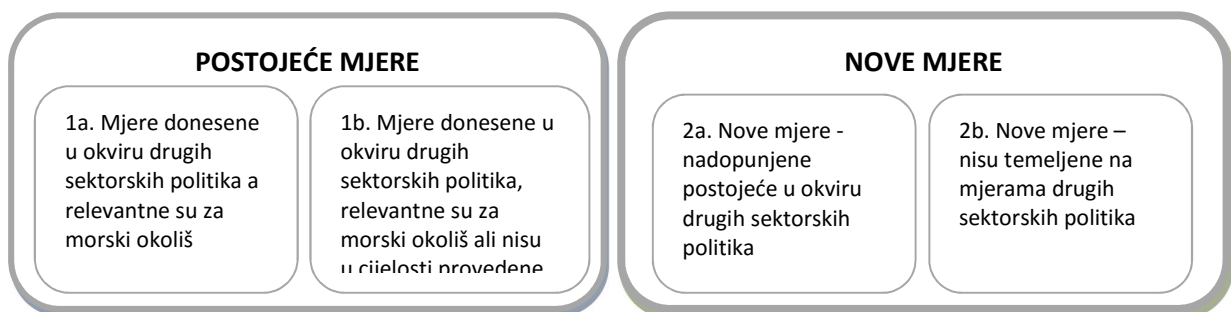 POSTOJEĆE MJERE
1a. Mjere donesene
u okviru drugih
sektorskih politika a
relevantne su za
morski okoliš
1b. Mjere donesene u
okviru drugih
sektorskih politika,
relevantne su za
morski okoliš ali nisu
u cijelosti provedene
NOVE MJERE
2a. Nove mjere -
nadopunjene
postojeće u okviru
drugih sektorskih
politika
2b. Nove mjere –
nisu temeljene na
mjerama drugih
sektorskih politika